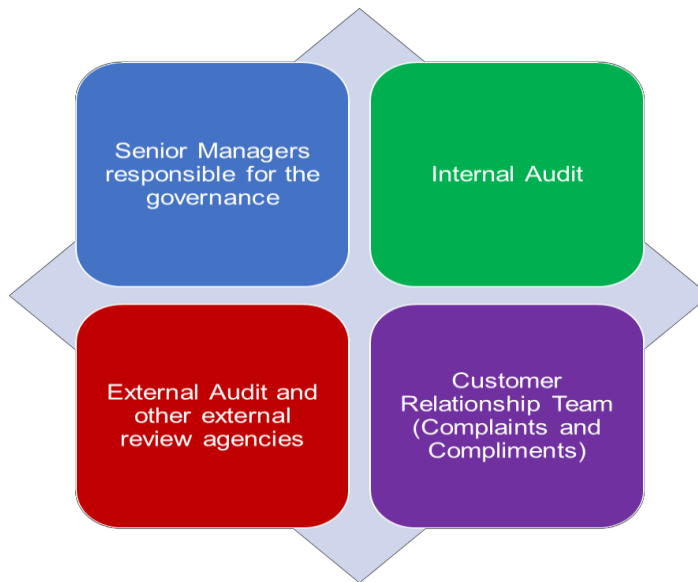 Senior Managers
responsible for the
governance
Internal Audit
External Audit and
other external
review agencies
Customer
Relationship Team
(Complaints and
Compliments)